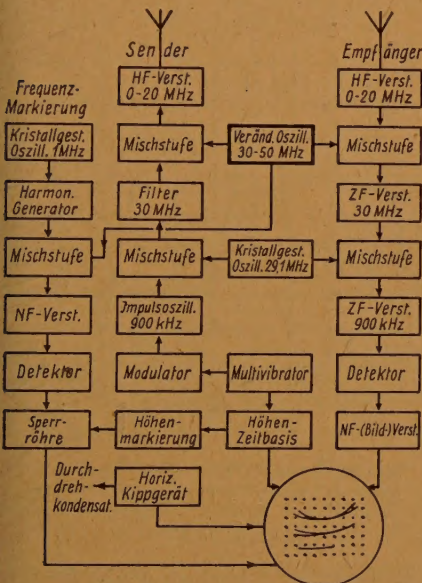 Sender
Empfänger
Frequenz-
Markierung
HF-Verst.
0-20 MHz
HF-Verst.
0-20 MHz
Kristallgest.
Oszill. 1MHz
Mischstufe
Veränd. Oszill.
30-50 MHz
Mischstufe
Harmon.
Generator
Filter
30 MHz
ZF-Verst.
30 MHz
Mischstufe
Mischstufe
Kristallgest.
Oszill. 29,1MHz
Mischstufe
NF-Verst.
Jmpulsoszill.
900 kHz
ZF-Verst.
900 kHz
Detektor
Modulator
Multivibrator
Detektor
Sperr-
röhre
Höhen-
markierung
Höhen-
Zeitbasis
NF-(Bild-)Verst.
Durch-
dreh-
kondensat.
Horiz.
Kippgerät